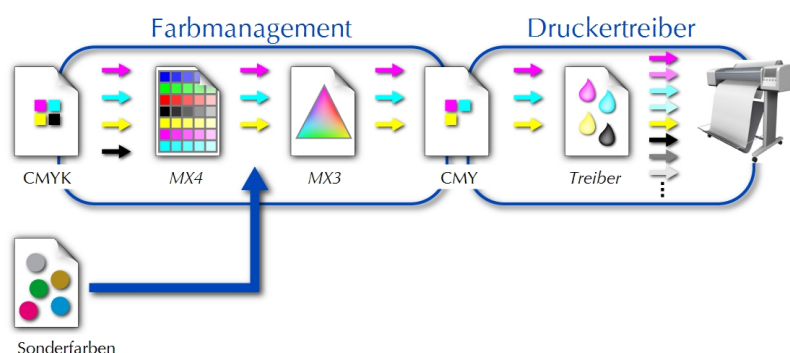 Farbmanagement
Druckertreiber
CMYK
MX4
MX3
CMY
Treiber
Sonderfarben